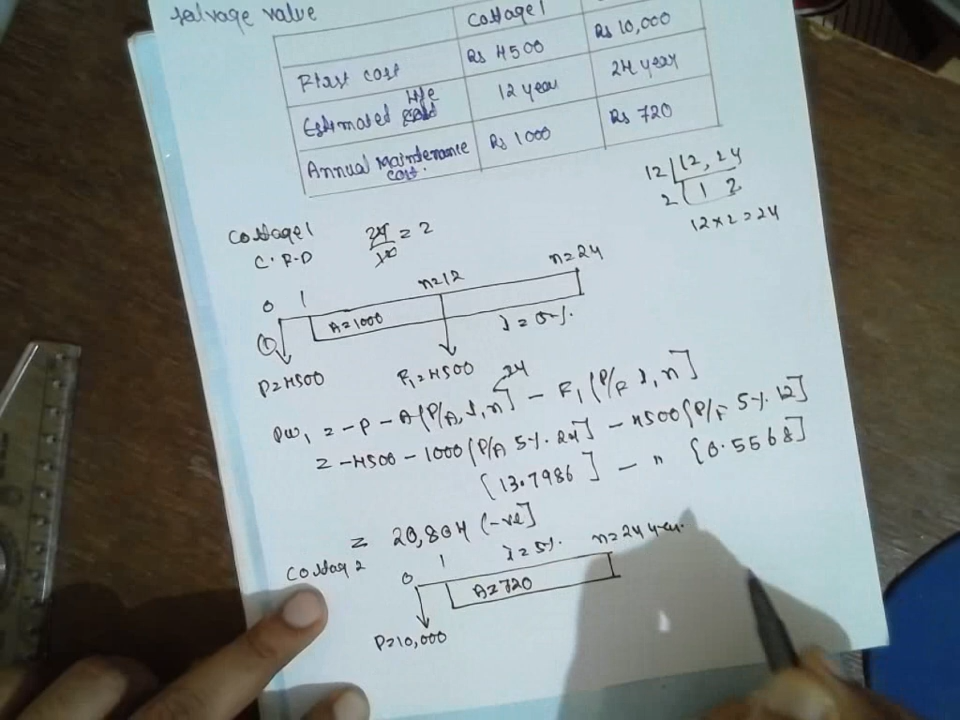 salvage value
Cottage 1
First cost Rs 4500 Rs 10,000
Estimated life 12 year 24 year
Annual Maintenance cost. Rs 1000 Rs 720
12 | 12, 24
2 | 1 2
12 × 2 = 24
Cottage 1
C.F.D 24/12 = 2
0 1 n=12 n=24
A=1000 i=5%
P=4500 F₁=4500
PW₁ = -P - A[P/A, i, n] - F₁[P/F i, n]
24
= -4500 - 1000[P/A 5%. 24] - 4500[P/F 5%. 12]
[13.7986] - " [0.5568]
= 20,804 (-ve]
Cottag 2 0 1 i=5% n=24 year.
A=720
P=10,000